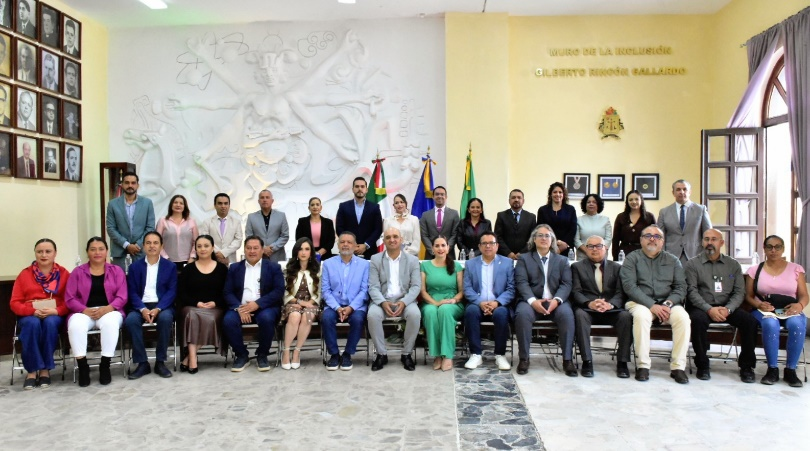 MURO DE LA INCLUSIÓN
GILBERTO RINCÓN GALLARDO